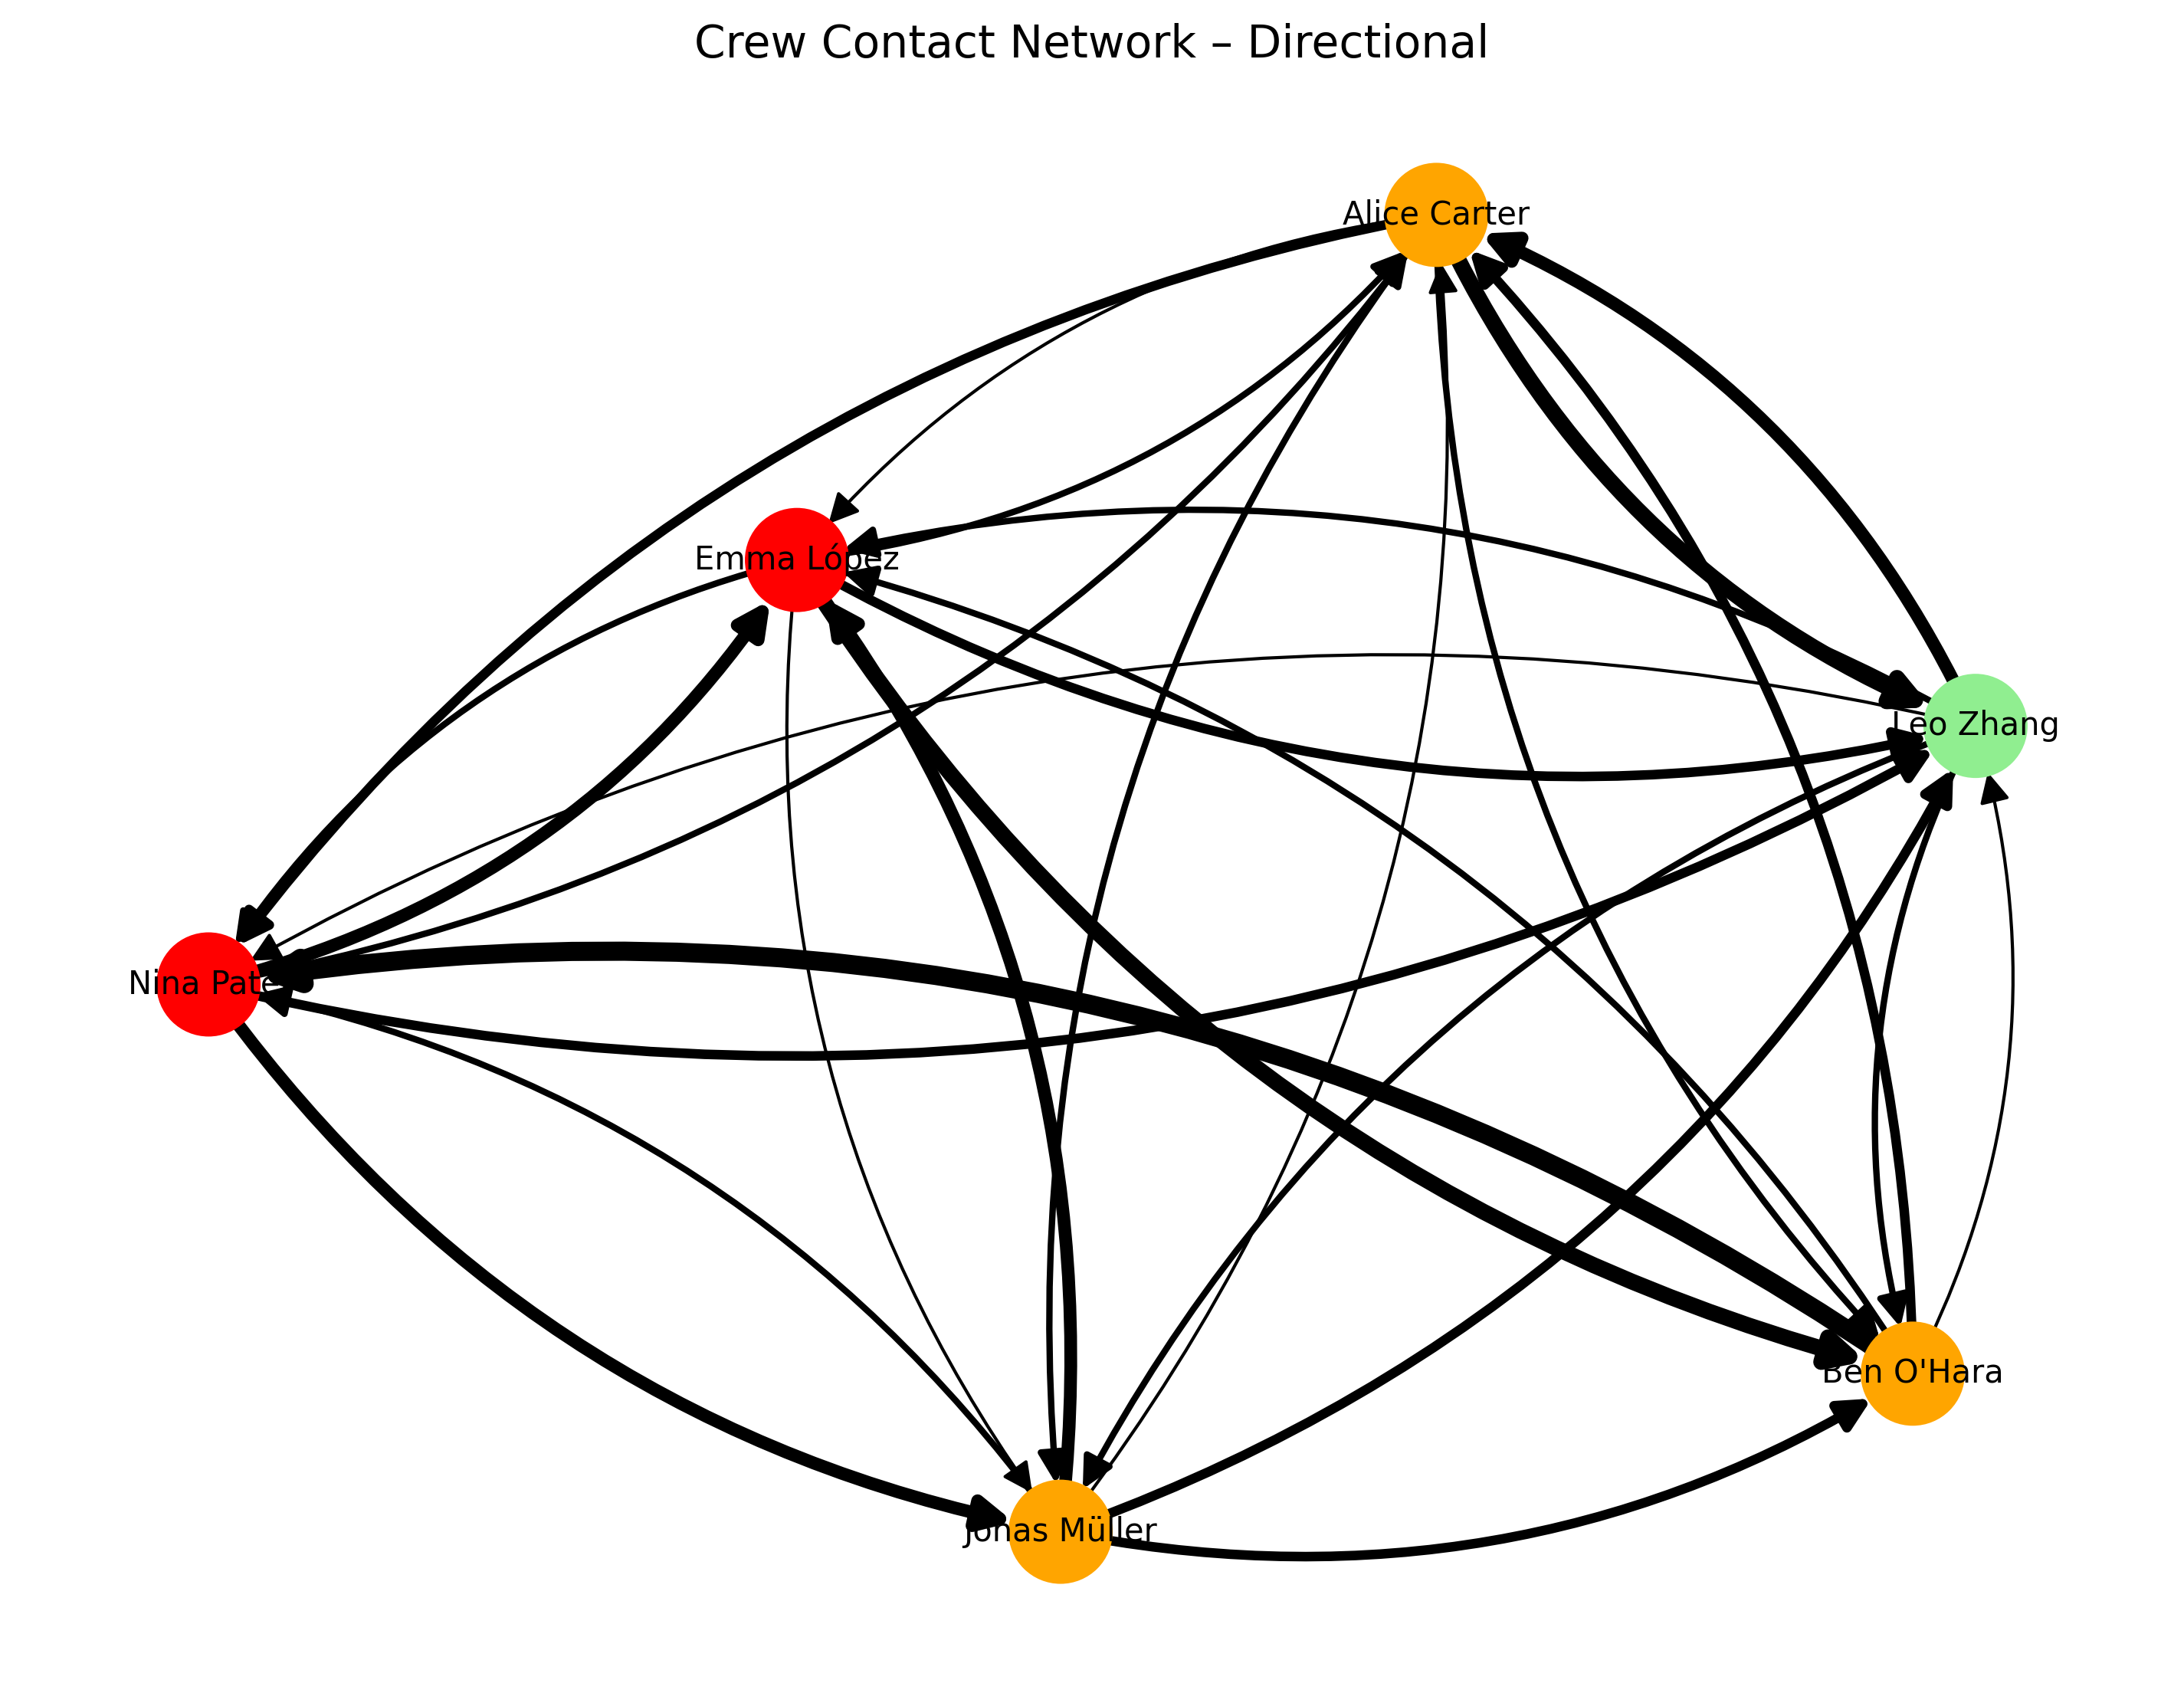 Crew Contact Network – Directional
Alice Carter
Emma López
Leo Zhang
Nina Patel
Ben O'Hara
Jonas Müller